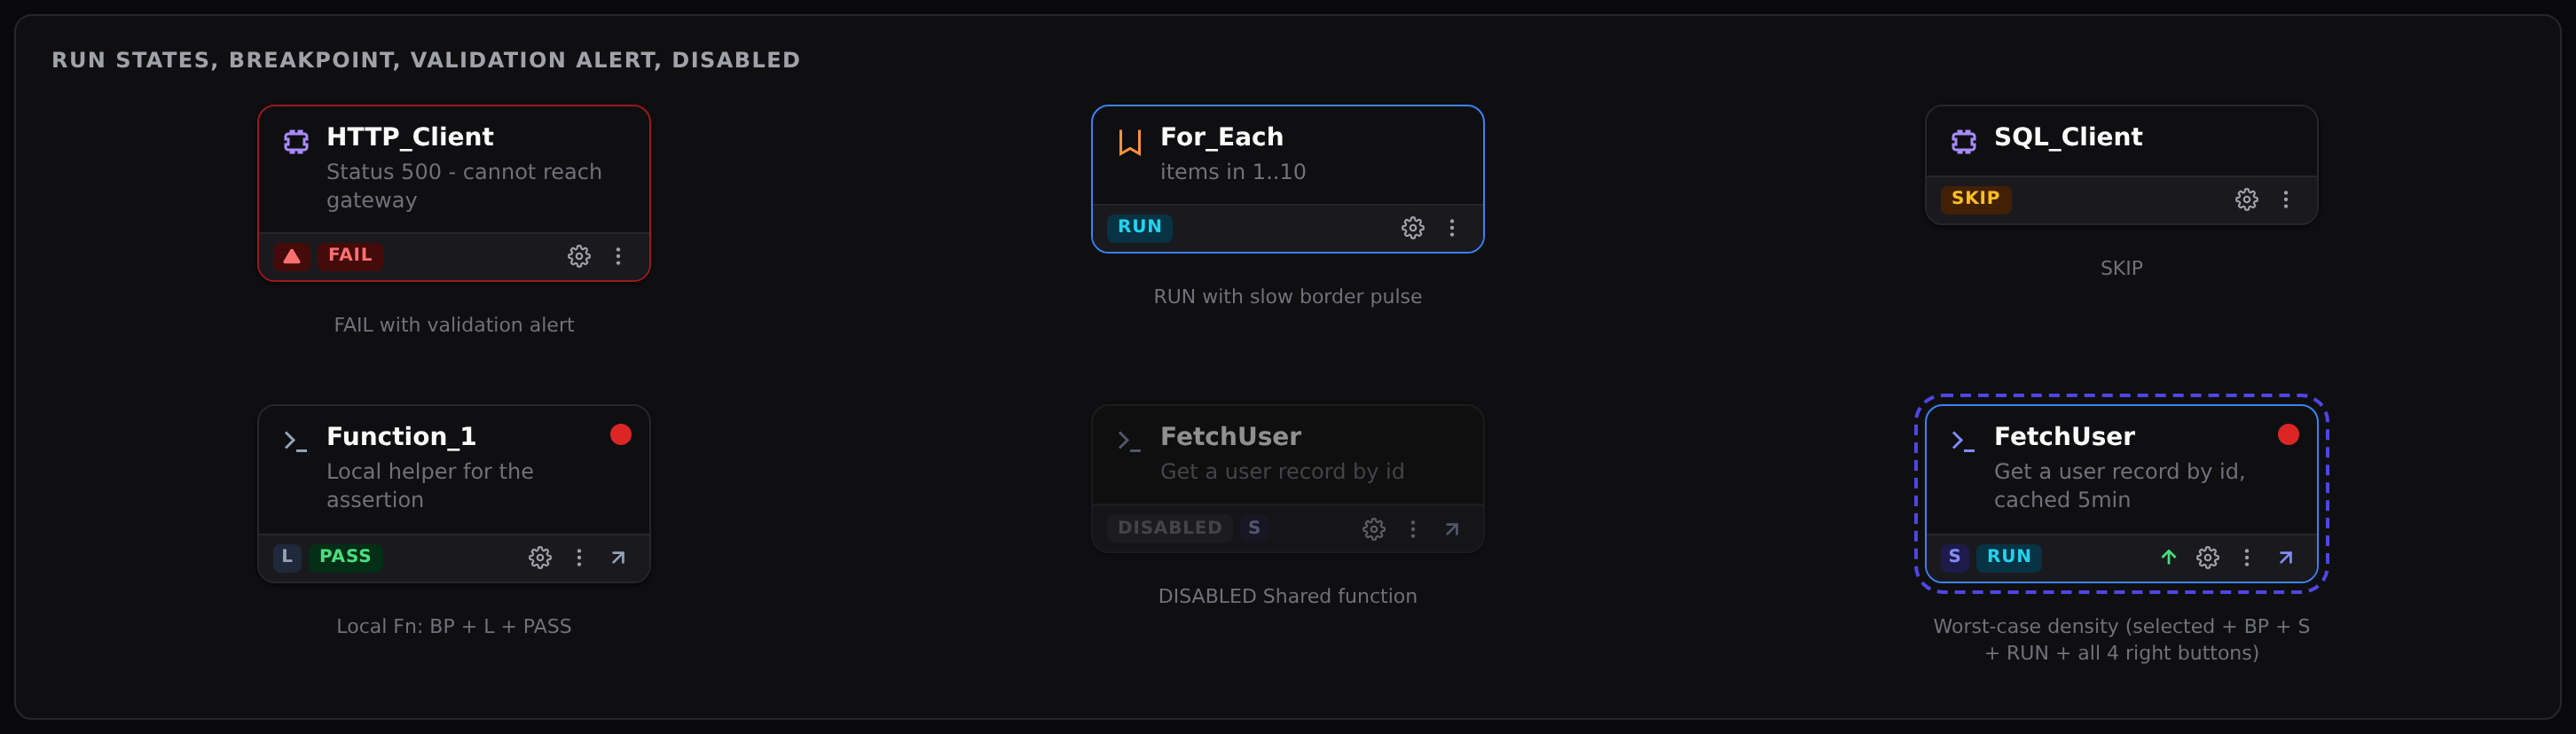 RUN STATES, BREAKPOINT, VALIDATION ALERT, DISABLED
HTTP_Client
Status 500 - cannot reach
gateway
FAIL
FAIL with validation alert
For_Each
items in 1..10
RUN
RUN with slow border pulse
SQL_Client
SKIP
SKIP
Function_1
Local helper for the
assertion
L PASS
Local Fn: BP + L + PASS
FetchUser
Get a user record by id
DISABLED S
DISABLED Shared function
FetchUser
Get a user record by id,
cached 5min
S RUN
Worst-case density (selected + BP + S
+ RUN + all 4 right buttons)